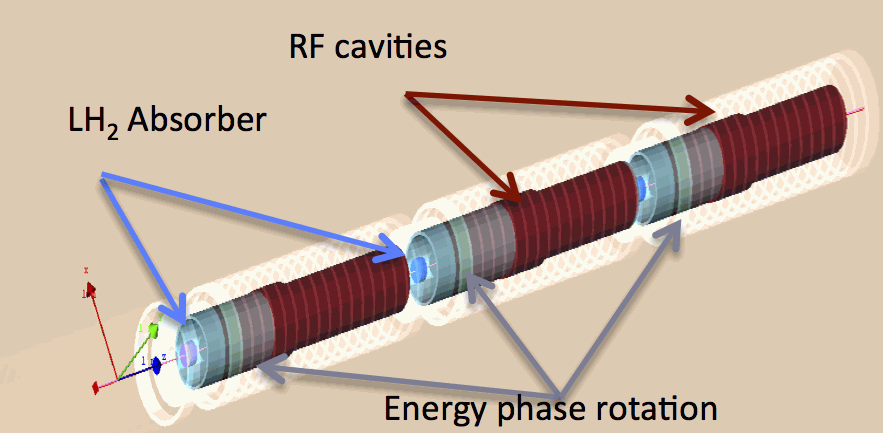 RF cavities
LH₂ Absorber
Energy phase rotation
z